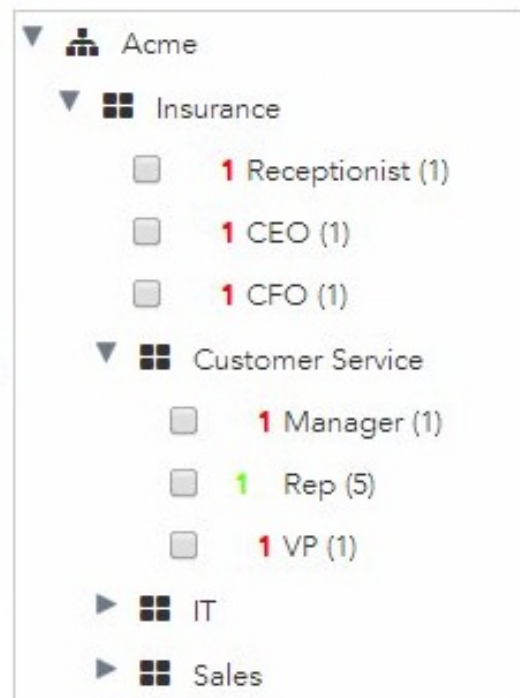 Acme
Insurance
1 Receptionist (1)
1 CEO (1)
1 CFO (1)
Customer Service
1 Manager (1)
1 Rep (5)
1 VP (1)
IT
Sales